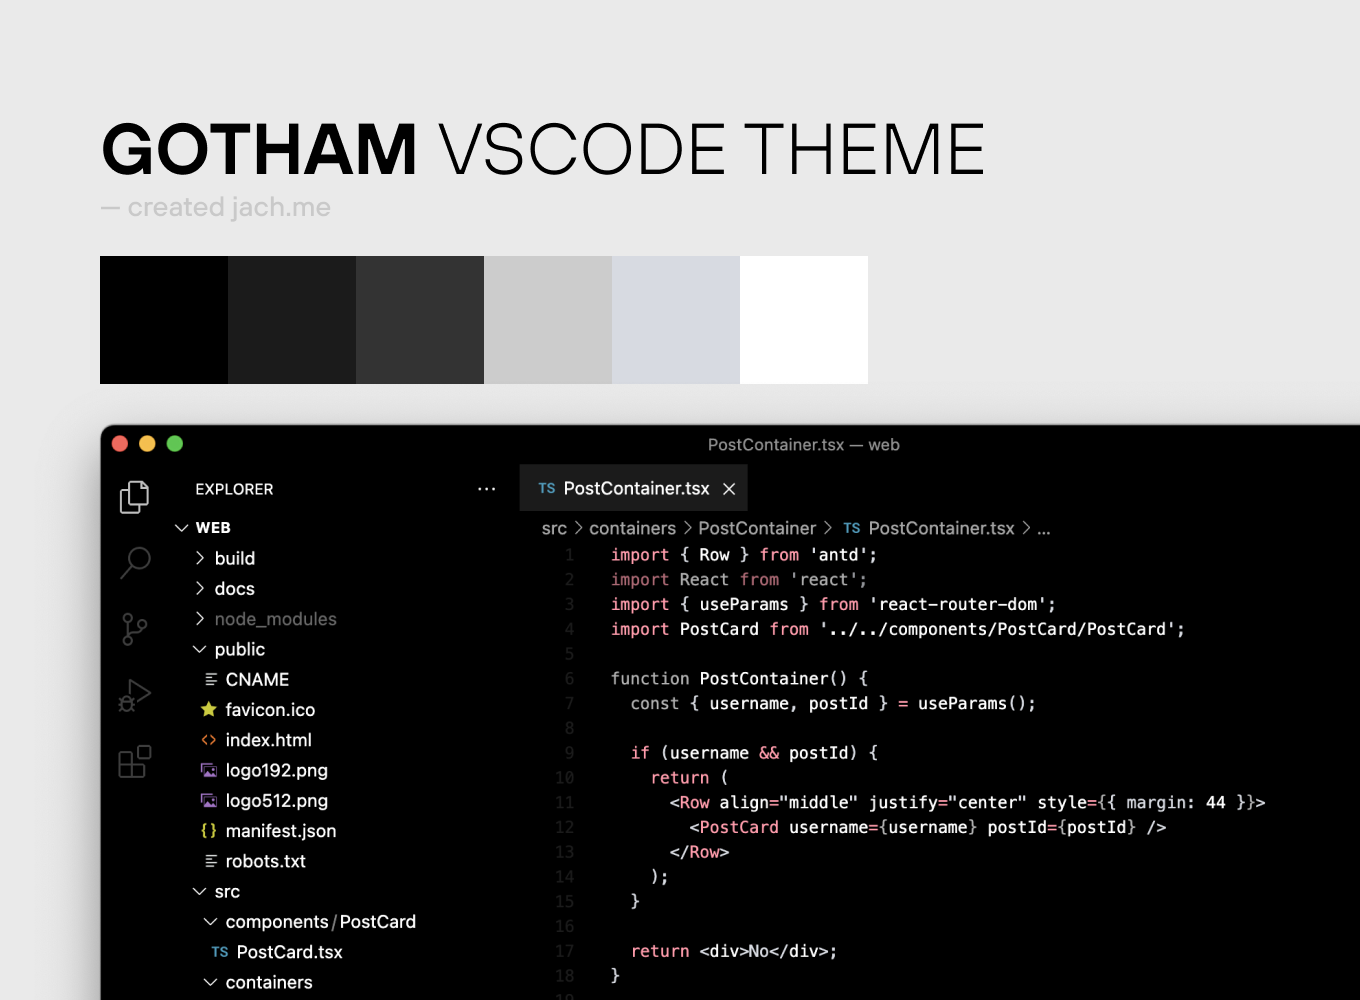 GOTHAM VSCODE THEME
— created jach.me
PostContainer.tsx — web
EXPLORER
WEB
build
docs
node_modules
public
CNAME
favicon.ico
index.html
logo192.png
logo512.png
manifest.json
robots.txt
src
components/PostCard
TS PostCard.tsx
containers
TS PostContainer.tsx
src > containers > PostContainer > TS PostContainer.tsx > ...
1 import { Row } from 'antd';
2 import React from 'react';
3 import { useParams } from 'react-router-dom';
4 import PostCard from '../../components/PostCard/PostCard';
5
6 function PostContainer() {
7   const { username, postId } = useParams();
8
9   if (username && postId) {
10     return (
11       <Row align="middle" justify="center" style={{ margin: 44 }}>
12         <PostCard username={username} postId={postId} />
13       </Row>
14     );
15   }
16
17   return <div>No</div>;
18 }
19